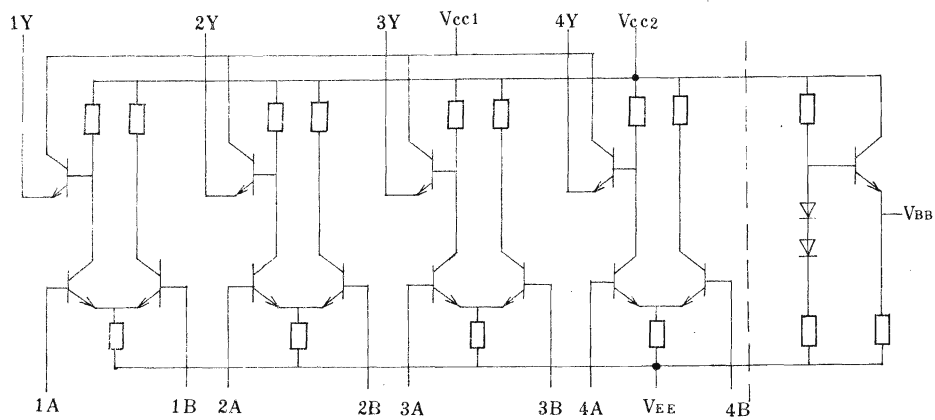 1Y 2Y 3Y Vcc1 4Y Vcc2
VBB
1A 1B 2A 2B 3A 3B 4A VEE 4B